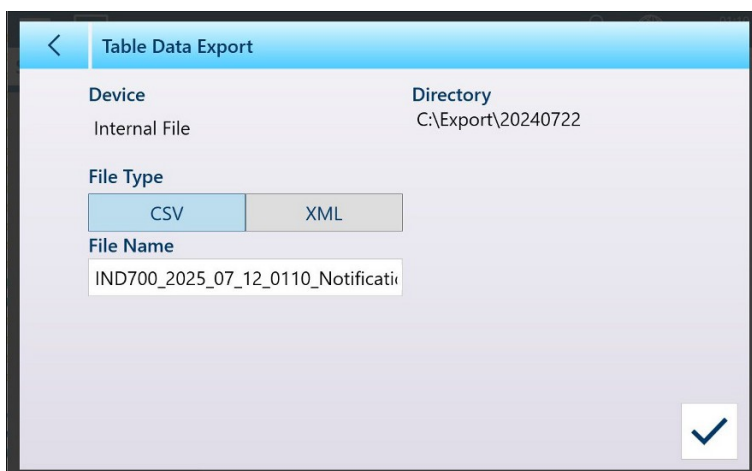 Table Data Export
Device
Internal File
Directory
C:\Export\20240722
File Type
CSV
XML
File Name
IND700_2025_07_12_0110_Notificati